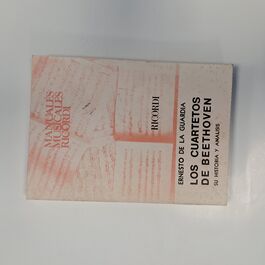 MANUALES
MUSICALES
RICORDI
RICORDI
ERNESTO DE LA GUARDIA
LOS CUARTETOS
DE BEETHOVEN
SU HISTORIA Y ANALISIS